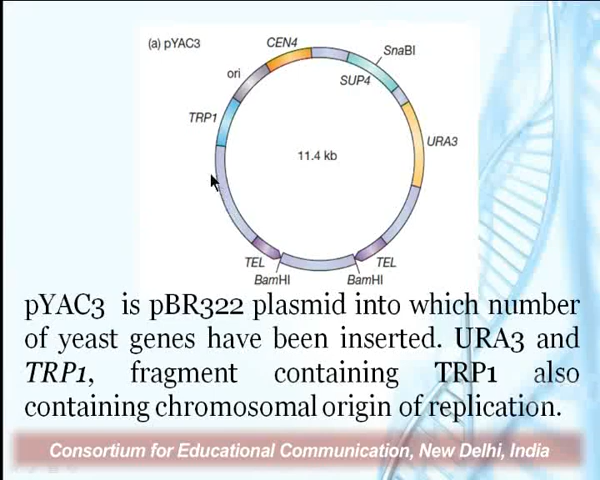 (a) pYAC3
CEN4
SnaBI
ori
SUP4
TRP1
URA3
11.4 kb
TEL
TEL
BamHI
BamHI
pYAC3 is pBR322 plasmid into which number
of yeast genes have been inserted. URA3 and
TRP1, fragment containing TRP1 also
containing chromosomal origin of replication.
Consortium for Educational Communication, New Delhi, India